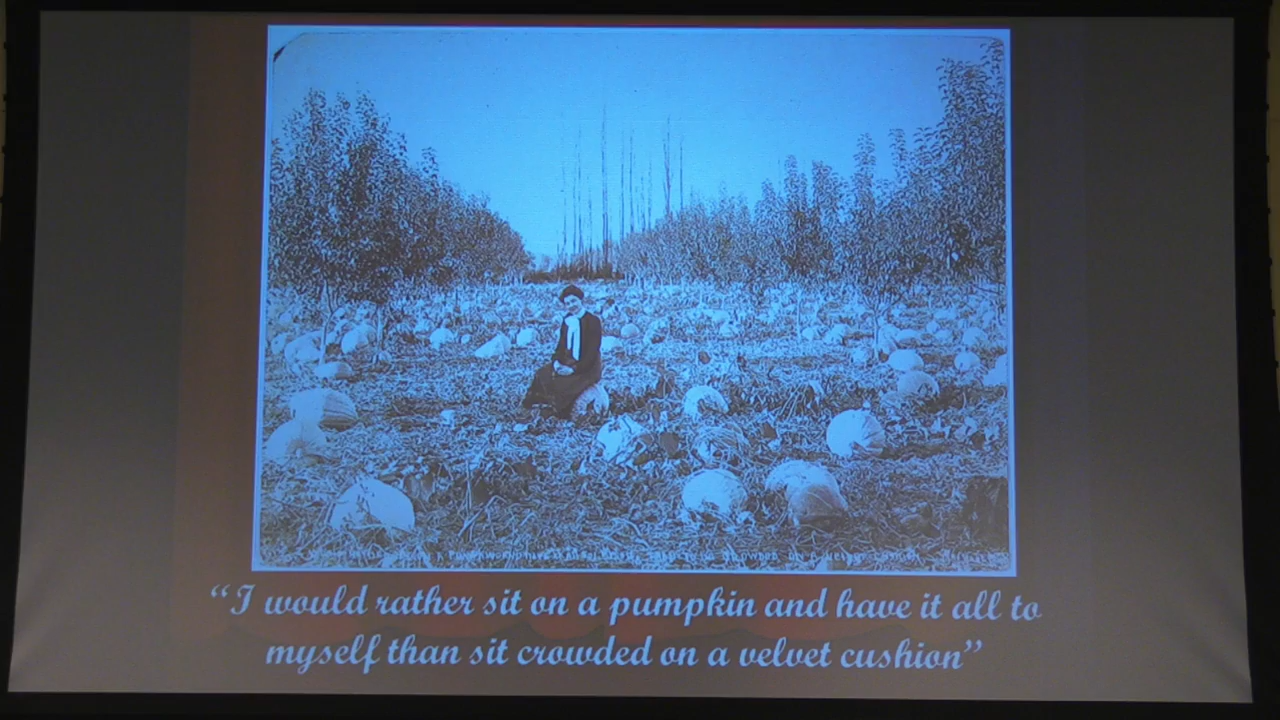 “I would rather sit on a pumpkin and have it all to
myself than sit crowded on a velvet cushion”